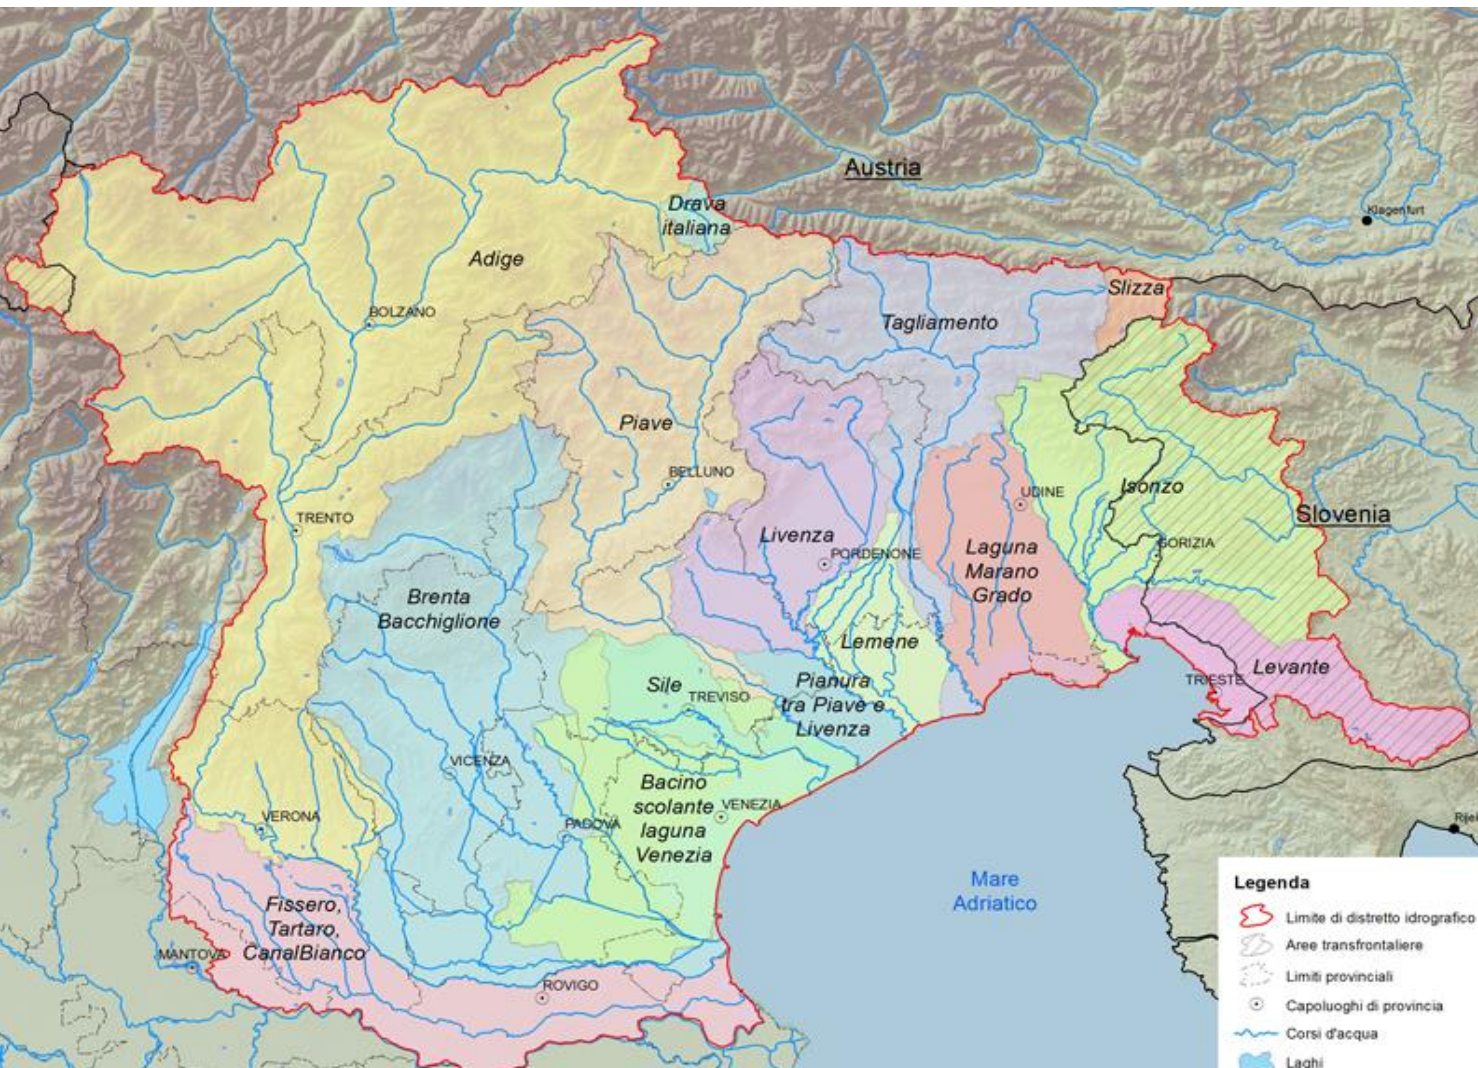 Austria
Klagenfurt
Drava
italiana
Adige
Slizza
BOLZANO
Tagliamento
Piave
BELLUNO
UDINE
Isonzo
Slovenia
TRENTO
Livenza
PORDENONE
GORIZIA
Laguna
Marano
Grado
Brenta
Bacchiglione
Lemene
Levante
TRIESTE
Sile
TREVISO
Pianura
tra Piave e
Livenza
VICENZA
Bacino
scolante
laguna
Venezia
VENEZIA
VERONA
PADOVA
Rije
Mare
Adriatico
Fissero,
Tartaro,
CanalBianco
MANTOVA
ROVIGO
Legenda
Limite di distretto idrografico
Aree transfrontaliere
Limiti provinciali
Capoluoghi di provincia
Corsi d'acqua
Laghi